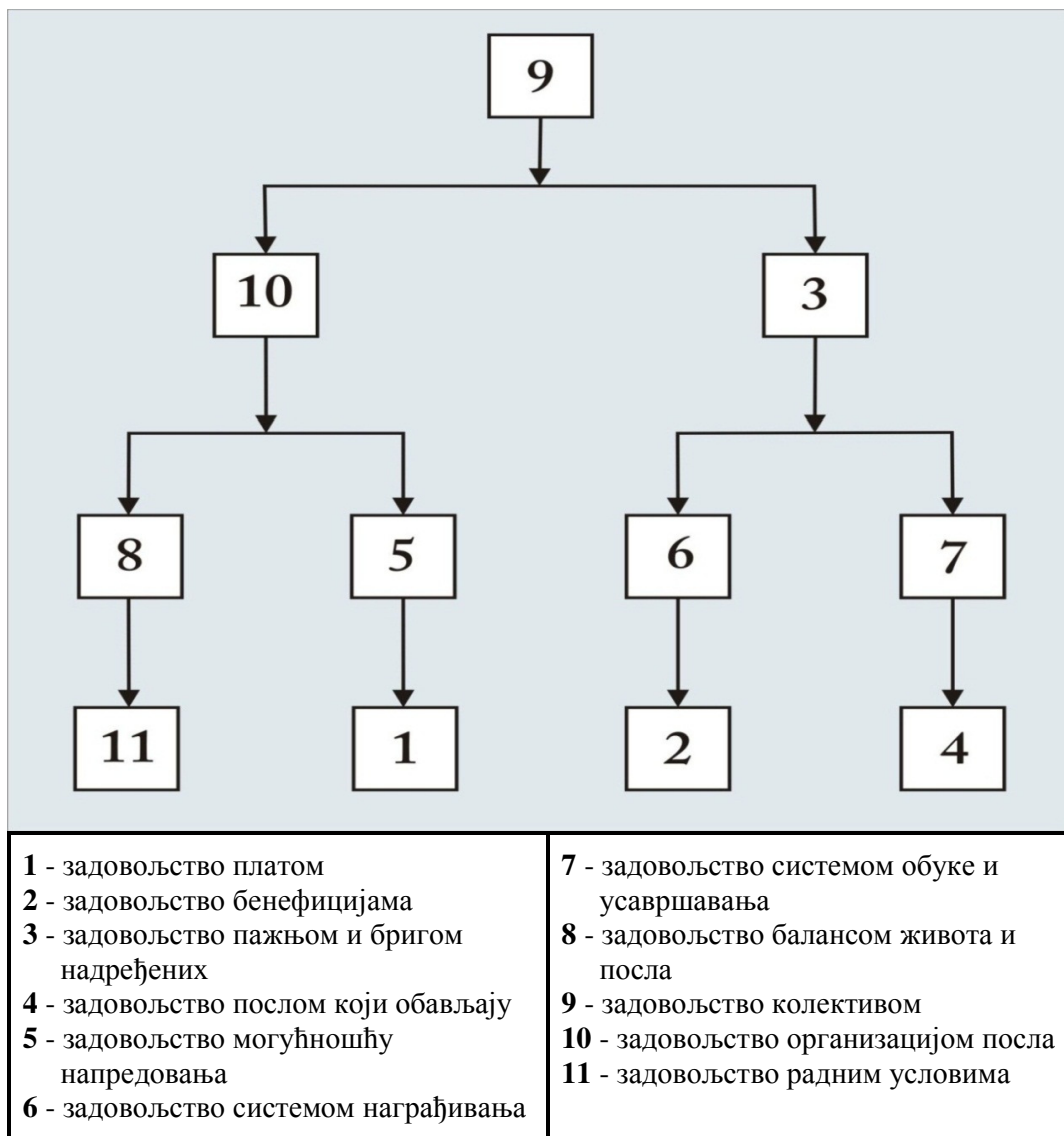 9
10
3
8
5
6
7
11
1
2
4
1 - задовољство платом
2 - задовољство бенефицијама
3 - задовољство пажњом и бригом
надређених
4 - задовољство послом који обављају
5 - задовољство могућношћу
напредовања
6 - задовољство системом награђивања
7 - задовољство системом обуке и
усавршавања
8 - задовољство балансом живота и
посла
9 - задовољство колективом
10 - задовољство организацијом посла
11 - задовољство радним условима